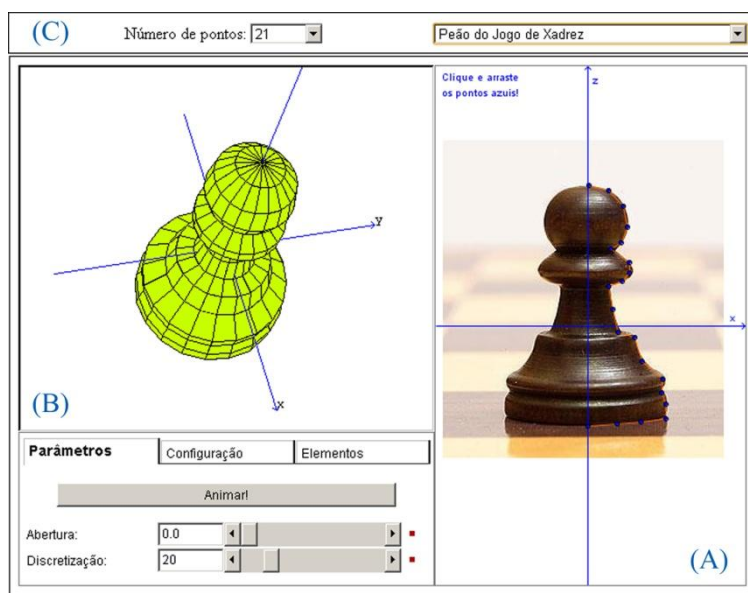 (C) Número de pontos: 21 Peão do Jogo de Xadrez
Clique e arraste
os pontos azuis!
z
y
x
x
(B)
Parâmetros Configuração Elementos
Animar!
Abertura: 0.0
Discretização: 20
(A)